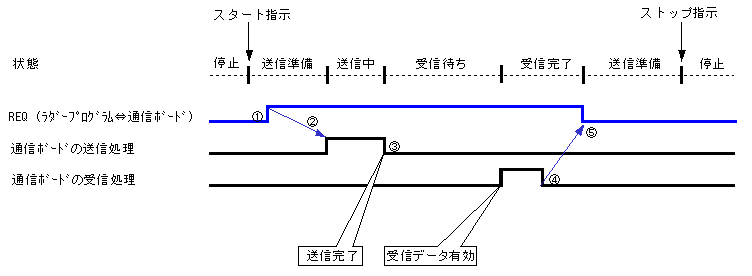 スタート指示
ストップ指示
状態 停止 送信準備 送信中 受信待ち 受信完了 送信準備 停止
REQ (ﾗﾀﾞｰﾌﾟﾛｸﾞﾗﾑ⇔通信ﾎﾞｰﾄﾞ) ① ②
⑤
通信ﾎﾞｰﾄﾞの送信処理 ③
通信ﾎﾞｰﾄﾞの受信処理 ④
送信完了 受信データ有効